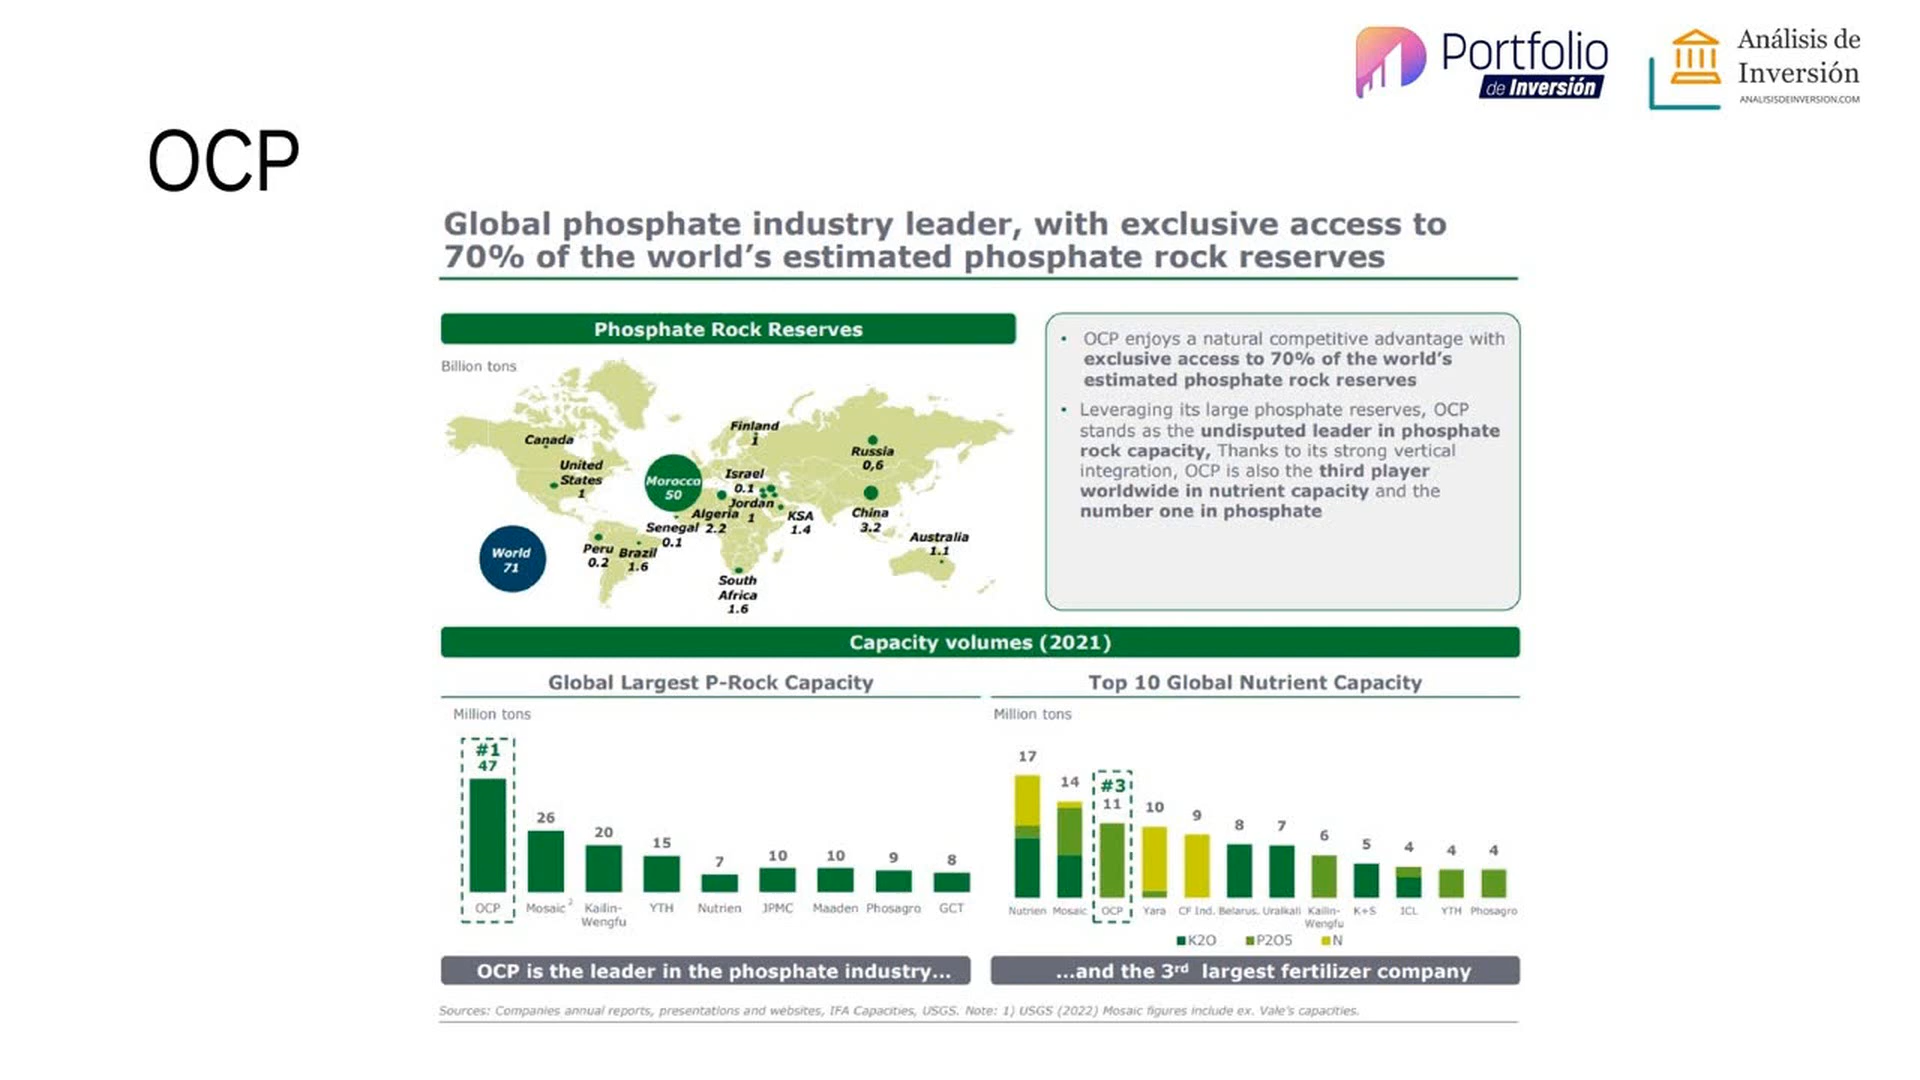 Portfolio
de Inversión
Análisis de
Inversión
ANALISISDEINVERSION.COM
OCP
Global phosphate industry leader, with exclusive access to
70% of the world's estimated phosphate rock reserves
Phosphate Rock Reserves
Billion tons
Canada
United
States
1
Finland
1
Russia
0,6
Morocco
50
Israel
0.1
Jordan
1
Algeria
2.2
Senegal
0.1
KSA
1.4
China
3.2
Australia
1.1
World
71
Peru
0.2
Brazil
1.6
South
Africa
1.6
• OCP enjoys a natural competitive advantage with
exclusive access to 70% of the world's
estimated phosphate rock reserves
• Leveraging its large phosphate reserves, OCP
stands as the undisputed leader in phosphate
rock capacity, Thanks to its strong vertical
integration, OCP is also the third player
worldwide in nutrient capacity and the
number one in phosphate
Capacity volumes (2021)
Global Largest P-Rock Capacity
Million tons
#1
47 26 20 15 7 10 10 9 8
OCP Mosaic 2 Kailin-Wengfu YTH Nutrien JPMC Maaden Phosagro GCT
Top 10 Global Nutrient Capacity
Million tons
#3
17 14 11 10 9 8 7 6 5 4 4 4
Nutrien Mosaic OCP Yara CF Ind. Belarus. Uralkali Kailin-Wengfu K+S ICL YTH Phosagro
K2O P2O5 N
OCP is the leader in the phosphate industry...
...and the 3rd largest fertilizer company
Sources: Companies annual reports, presentations and websites, IFA Capacities, USGS. Note: 1) USGS (2022) Mosaic figures include ex. Vale's capacities.